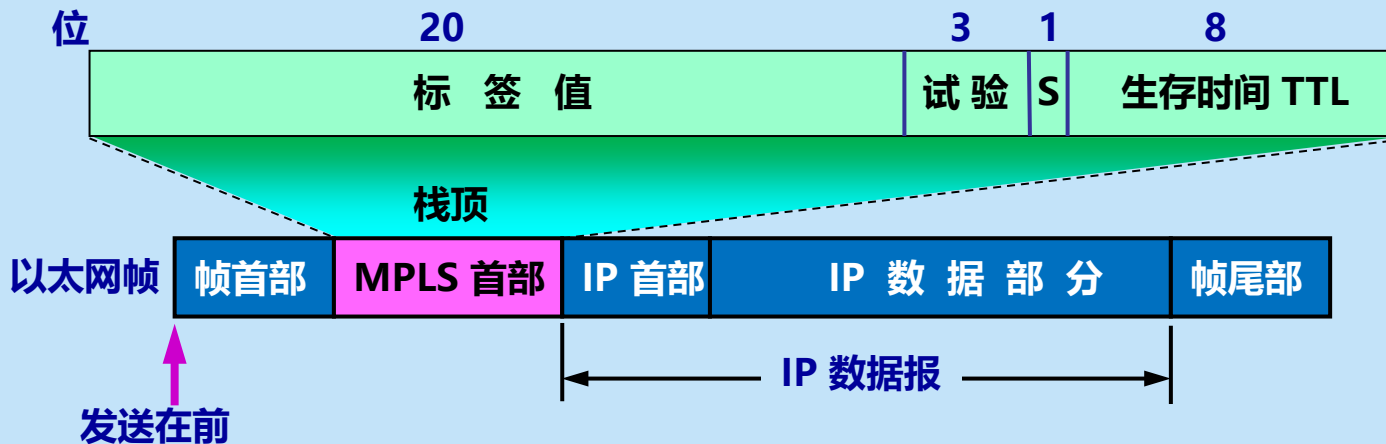 位 20 3 1 8
标 签 值 试 验 S 生存时间 TTL
栈顶
以太网帧 帧首部 MPLS 首部 IP 首部 IP 数 据 部 分 帧尾部
IP 数据报
发送在前